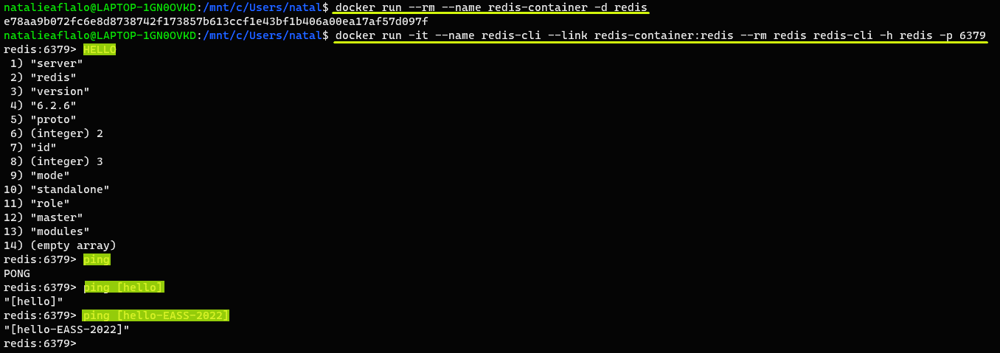 natalieaflalo@LAPTOP-1GN0OVKD:/mnt/c/Users/natal$ docker run --rm --name redis-container -d redis
e78aa9b072fc6e8d8738742f173857b613ccf1e43bf1b406a00ea17af57d097f
natalieaflalo@LAPTOP-1GN0OVKD:/mnt/c/Users/natal$ docker run -it --name redis-cli --link redis-container:redis --rm redis redis-cli -h redis -p 6379
redis:6379> HELLO
 1) "server"
 2) "redis"
 3) "version"
 4) "6.2.6"
 5) "proto"
 6) (integer) 2
 7) "id"
 8) (integer) 3
 9) "mode"
10) "standalone"
11) "role"
12) "master"
13) "modules"
14) (empty array)
redis:6379> ping
PONG
redis:6379> ping [hello]
"[hello]"
redis:6379> ping [hello-EASS-2022]
"[hello-EASS-2022]"
redis:6379>